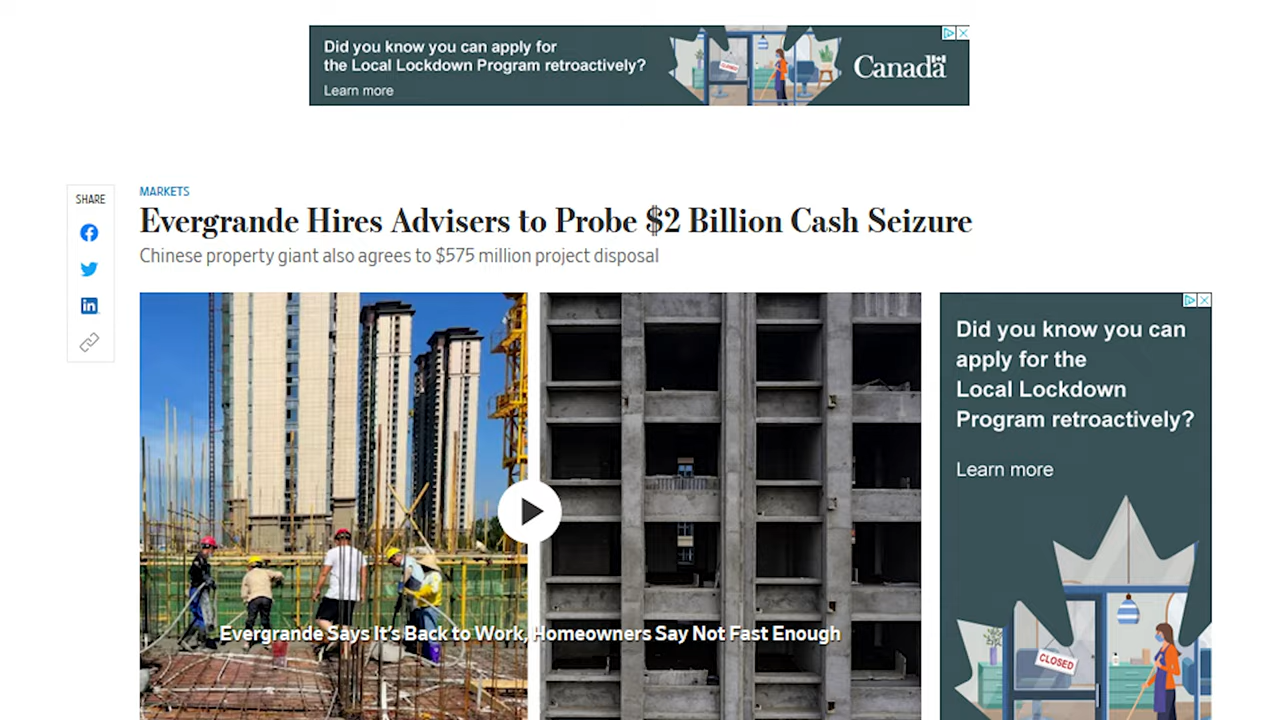 Did you know you can apply for
the Local Lockdown Program retroactively?
Learn more
CLOSED
Canada
SHARE
MARKETS
Evergrande Hires Advisers to Probe $2 Billion Cash Seizure
Chinese property giant also agrees to $575 million project disposal
Evergrande Says It's Back to Work, Homeowners Say Not Fast Enough
Did you know you can
apply for the
Local Lockdown
Program retroactively?
Learn more
CLOSED